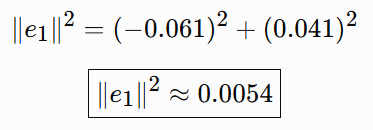 ‖e₁‖² = (−0.061)² + (0.041)²
‖e₁‖² ≈ 0.0054